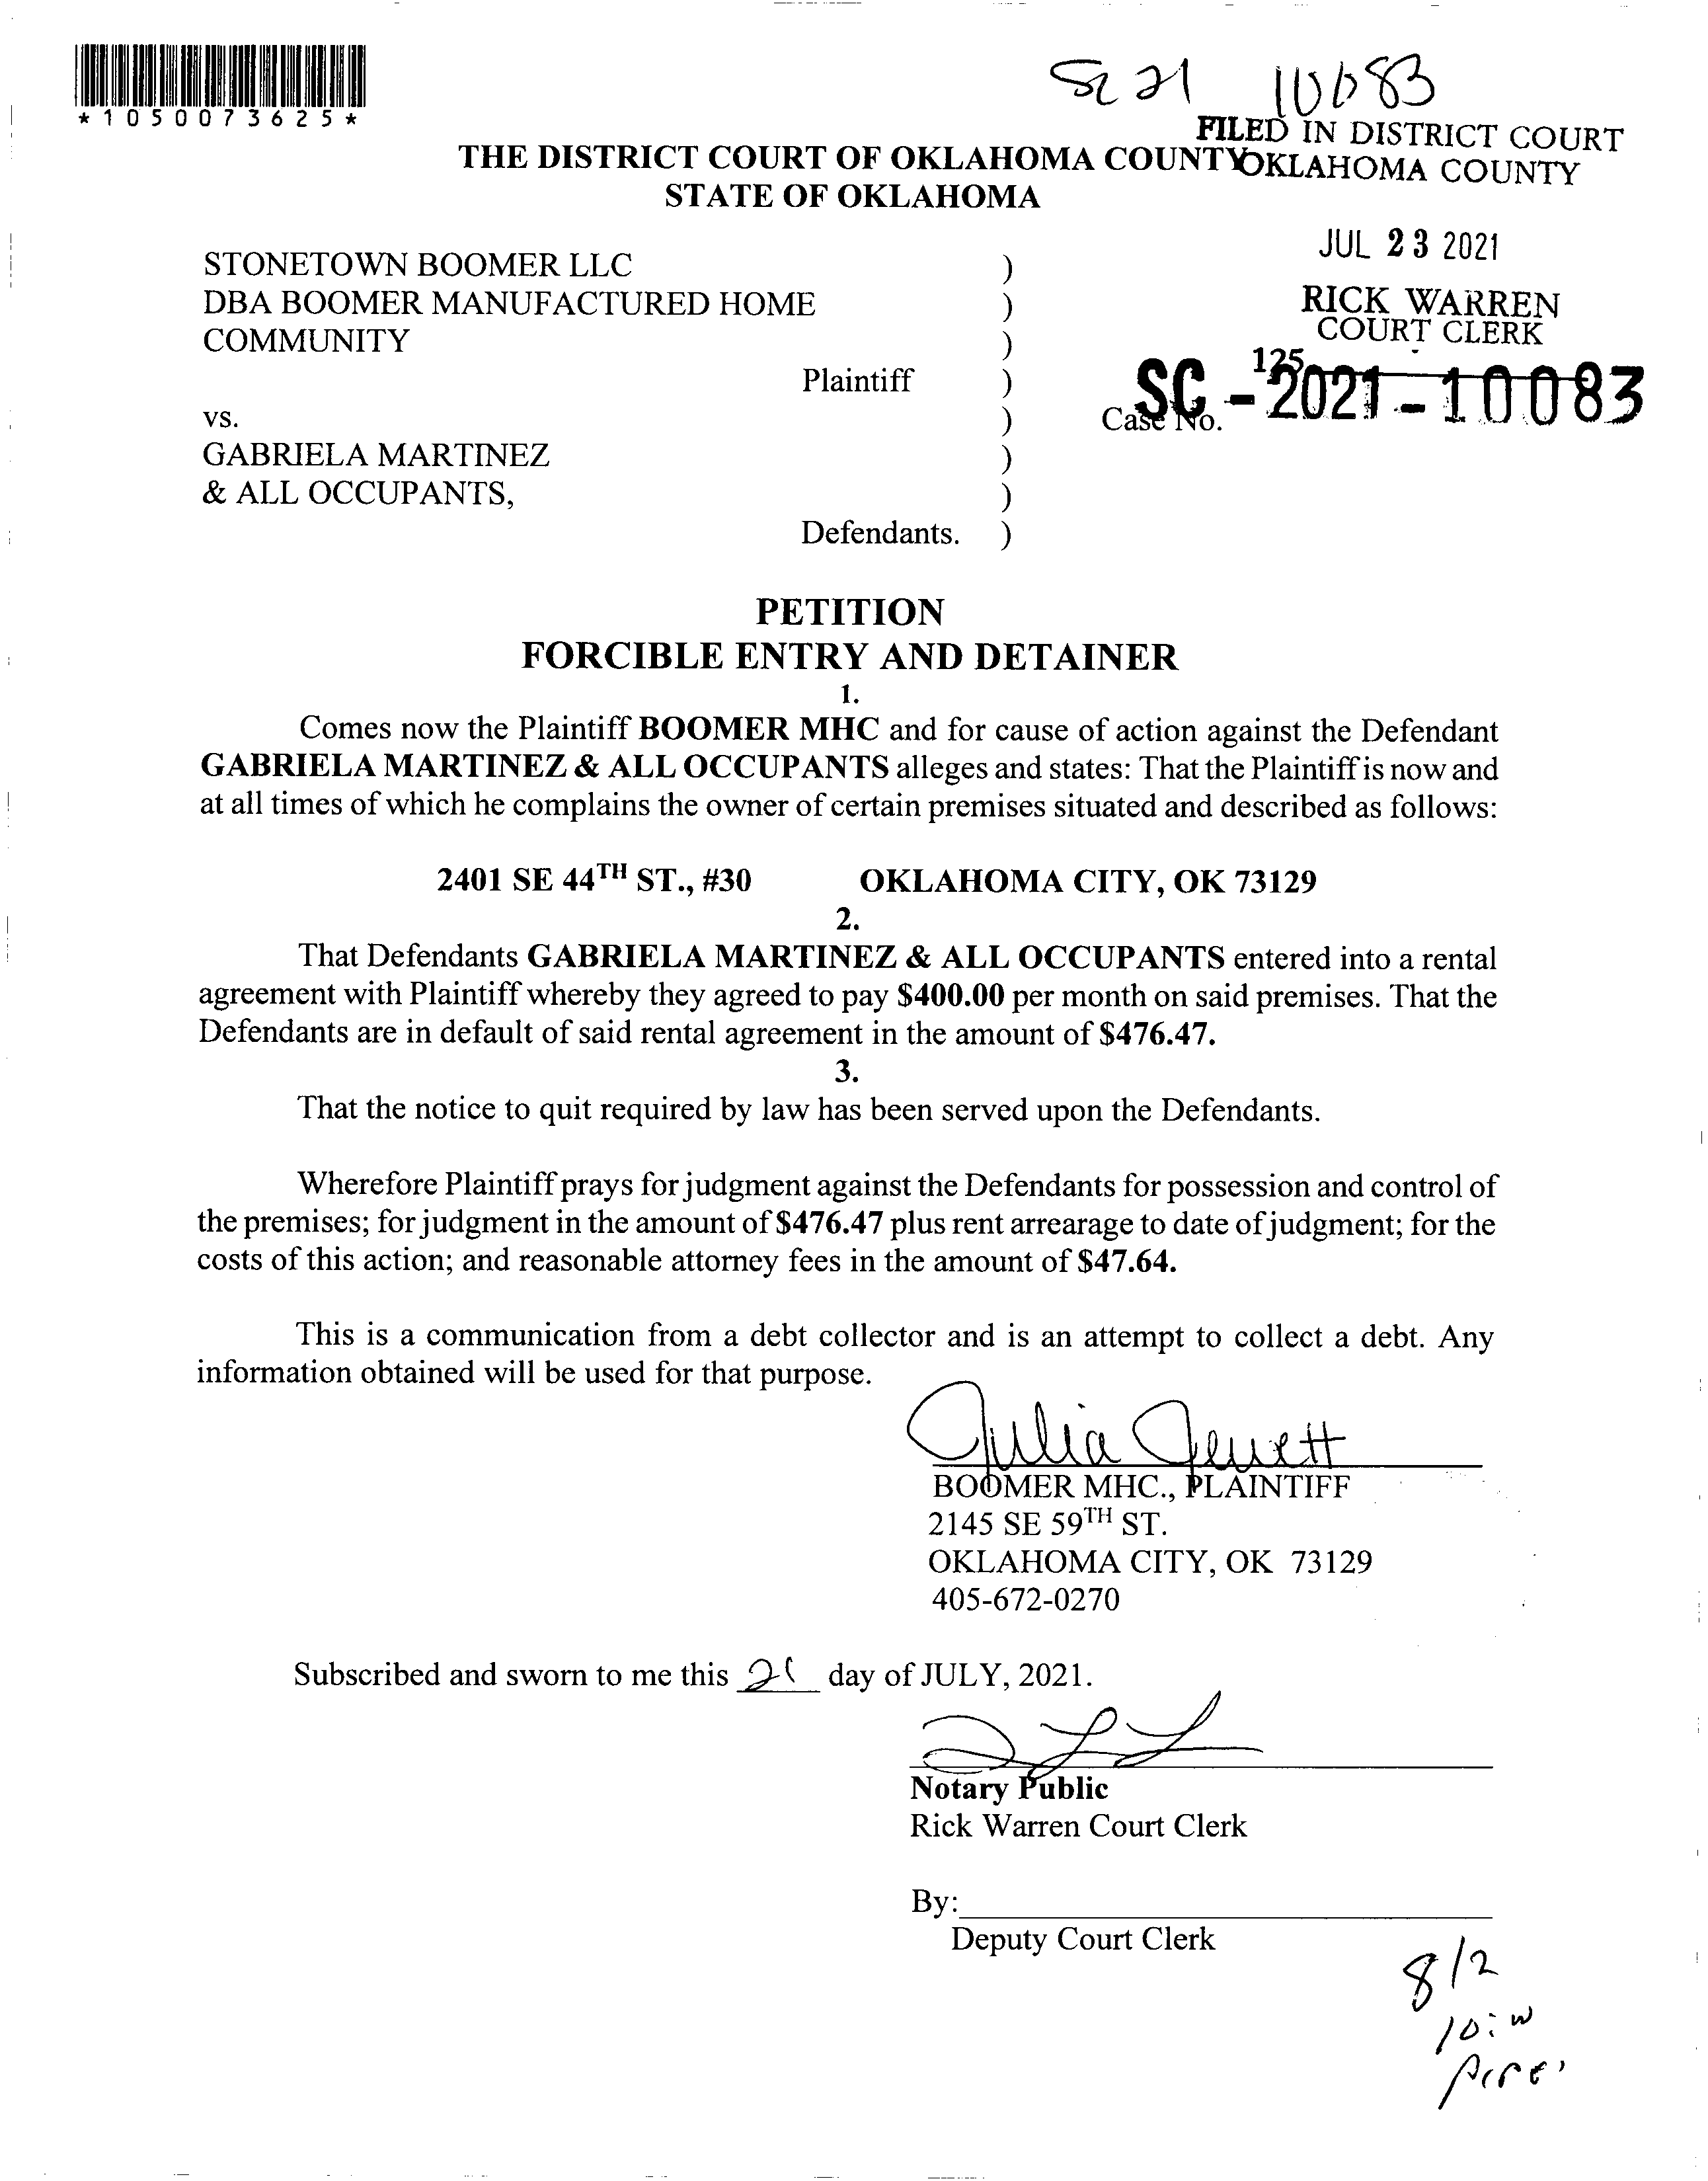 SC 21 10083
*1050073625*
FILED IN DISTRICT COURT
OKLAHOMA COUNTY
THE DISTRICT COURT OF OKLAHOMA COUNTY
STATE OF OKLAHOMA
JUL 23 2021
RICK WARREN
COURT CLERK
125
SC - 2021 - 10083
Case No.
STONETOWN BOOMER LLC )
DBA BOOMER MANUFACTURED HOME )
COMMUNITY )
Plaintiff )
vs. )
GABRIELA MARTINEZ )
& ALL OCCUPANTS, )
Defendants. )
PETITION
FORCIBLE ENTRY AND DETAINER
1.
Comes now the Plaintiff BOOMER MHC and for cause of action against the Defendant
GABRIELA MARTINEZ & ALL OCCUPANTS alleges and states: That the Plaintiff is now and
at all times of which he complains the owner of certain premises situated and described as follows:
2401 SE 44TH ST., #30 OKLAHOMA CITY, OK 73129
2.
That Defendants GABRIELA MARTINEZ & ALL OCCUPANTS entered into a rental
agreement with Plaintiff whereby they agreed to pay $400.00 per month on said premises. That the
Defendants are in default of said rental agreement in the amount of $476.47.
3.
That the notice to quit required by law has been served upon the Defendants.
Wherefore Plaintiff prays for judgment against the Defendants for possession and control of
the premises; for judgment in the amount of $476.47 plus rent arrearage to date of judgment; for the
costs of this action; and reasonable attorney fees in the amount of $47.64.
This is a communication from a debt collector and is an attempt to collect a debt. Any
information obtained will be used for that purpose.
Julia Jewett
BOOMER MHC., PLAINTIFF
2145 SE 59TH ST.
OKLAHOMA CITY, OK 73129
405-672-0270
Subscribed and sworn to me this 21 day of JULY, 2021.
Notary Public
Rick Warren Court Clerk
By:
Deputy Court Clerk
8/2